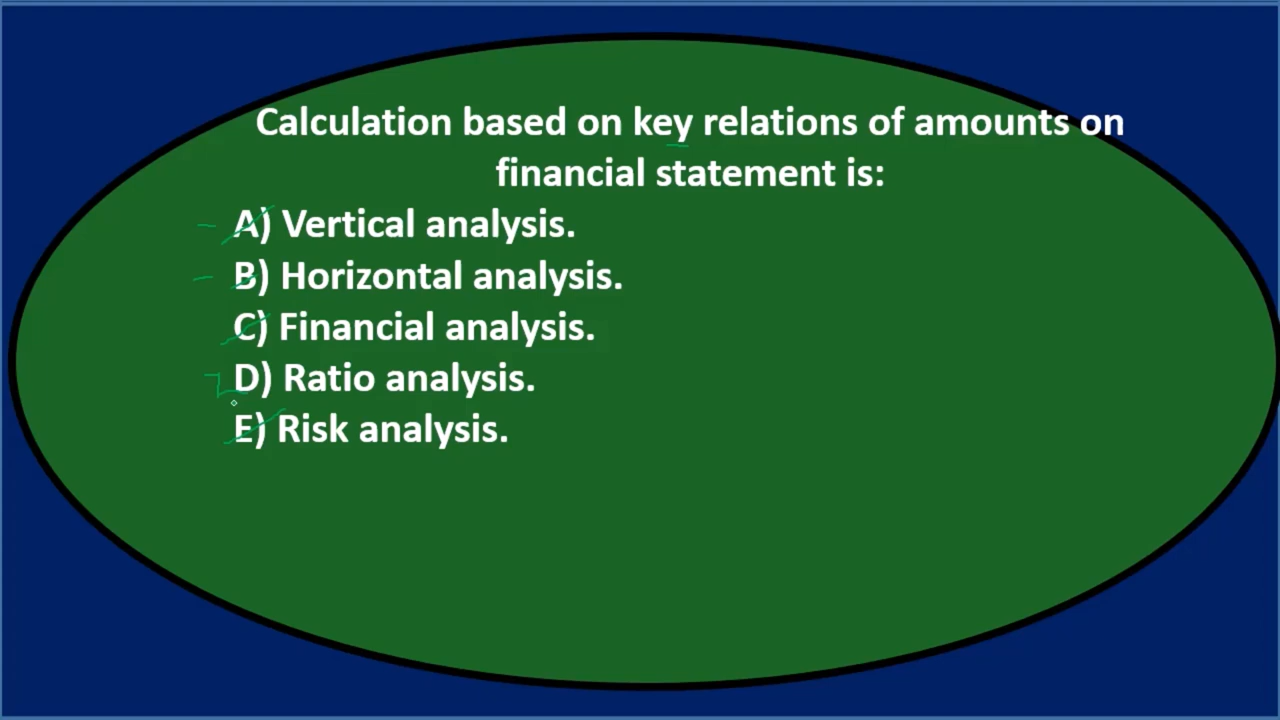 Calculation based on key relations of amounts on
financial statement is:
A) Vertical analysis.
B) Horizontal analysis.
C) Financial analysis.
D) Ratio analysis.
E) Risk analysis.